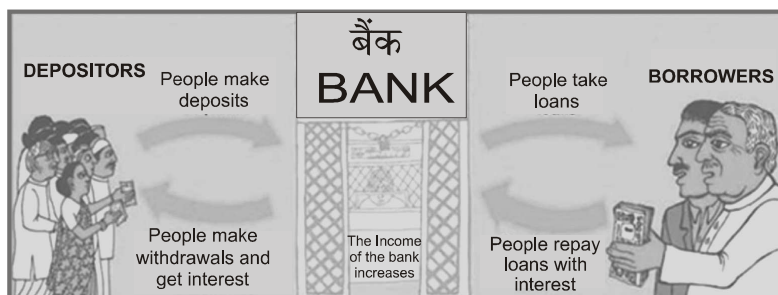 बैंक
BANK
DEPOSITORS
People make
deposits
People make
withdrawals and
get interest
The Income
of the bank
increases
People take
loans
BORROWERS
People repay
loans with
interest